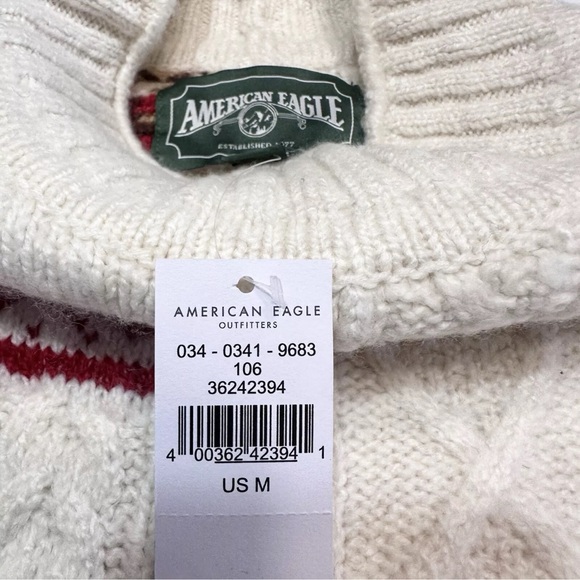 AMERICAN EAGLE
ESTABLISHED 1977
AMERICAN EAGLE
OUTFITTERS
034 - 0341 - 9683
106
36242394
4 00362 42394 1
US M